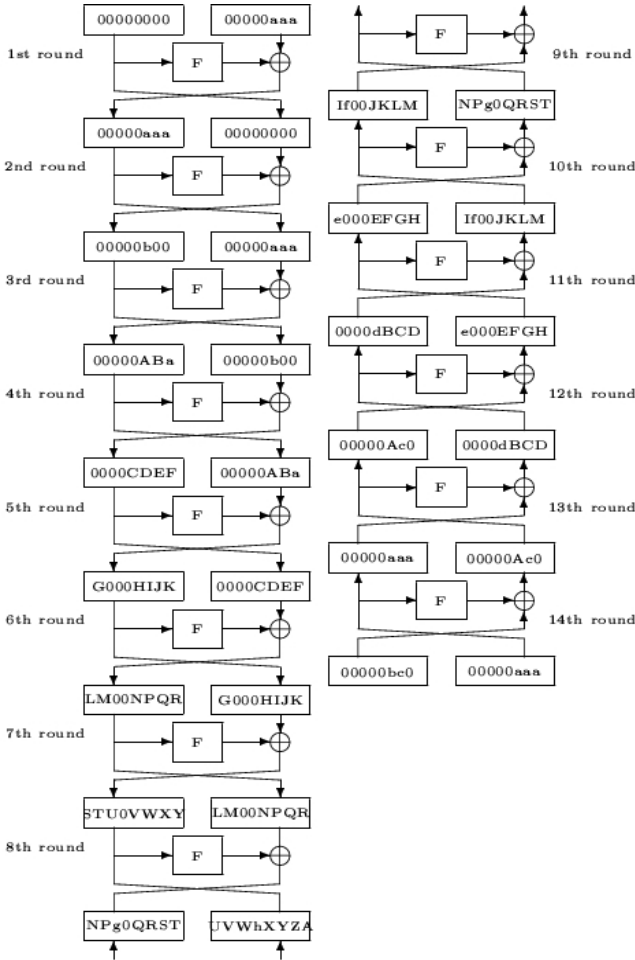 00000000 00000aaa
1st round F
00000aaa 00000000
2nd round F
00000b00 00000aaa
3rd round F
00000ABa 00000b00
4th round F
0000CDEF 00000ABa
5th round F
G000HIJK 0000CDEF
6th round F
LM00NPQR G000HIJK
7th round F
STU0VWXY LM00NPQR
8th round F
NPg0QRST UVWhXYZA
F 9th round
If00JKLM NPg0QRST
F 10th round
e000EFGH If00JKLM
F 11th round
0000dBCD e000EFGH
F 12th round
00000Ac0 0000dBCD
F 13th round
00000aaa 00000Ac0
F 14th round
00000bc0 00000aaa